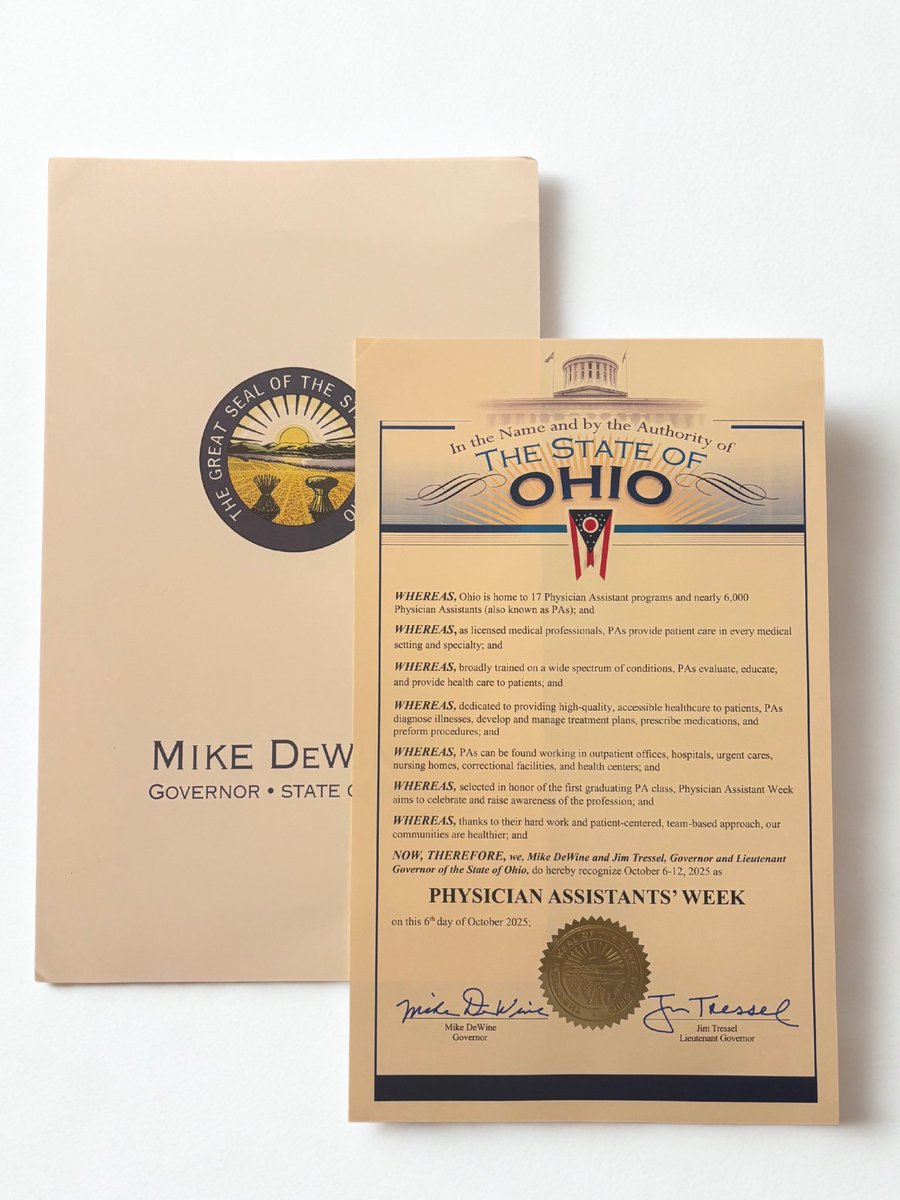 THE GREAT SEAL OF THE STA
IO
MIKE DEW
GOVERNOR • STATE O
In the Name and by the Authority of
THE STATE OF
OHIO
WHEREAS, Ohio is home to 17 Physician Assistant programs and nearly 6,000
Physician Assistants (also known as PAs); and
WHEREAS, as licensed medical professionals, PAs provide patient care in every medical
setting and specialty; and
WHEREAS, broadly trained on a wide spectrum of conditions, PAs evaluate, educate,
and provide health care to patients; and
WHEREAS, dedicated to providing high-quality, accessible healthcare to patients, PAs
diagnose illnesses, develop and manage treatment plans, prescribe medications, and
preform procedures; and
WHEREAS, PAs can be found working in outpatient offices, hospitals, urgent cares,
nursing homes, correctional facilities, and health centers; and
WHEREAS, selected in honor of the first graduating PA class, Physician Assistant Week
aims to celebrate and raise awareness of the profession; and
WHEREAS, thanks to their hard work and patient-centered, team-based approach, our
communities are healthier; and
NOW, THEREFORE, we, Mike DeWine and Jim Tressel, Governor and Lieutenant
Governor of the State of Ohio, do hereby recognize October 6-12, 2025 as
PHYSICIAN ASSISTANTS' WEEK
on this 6th day of October 2025;
Mike DeWine
Jim Tressel
Mike DeWine
Governor
Jim Tressel
Lieutenant Governor